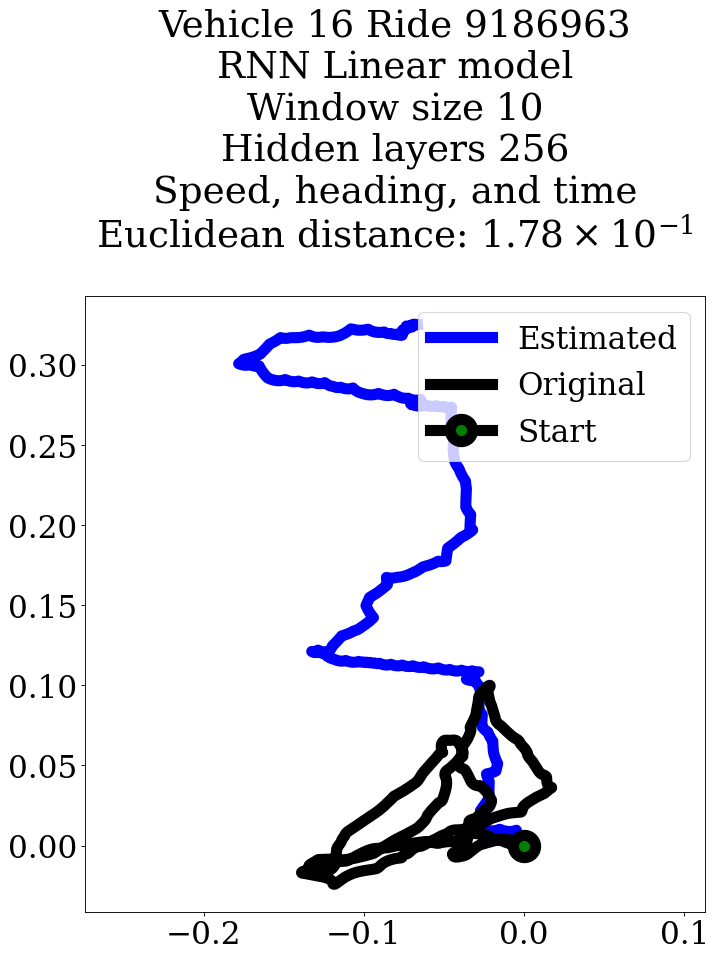 Vehicle 16 Ride 9186963
RNN Linear model
Window size 10
Hidden layers 256
Speed, heading, and time
Euclidean distance: 1.78 × 10⁻¹
Estimated
Original
Start
0.30
0.25
0.20
0.15
0.10
0.05
0.00
−0.2
−0.1
0.0
0.1